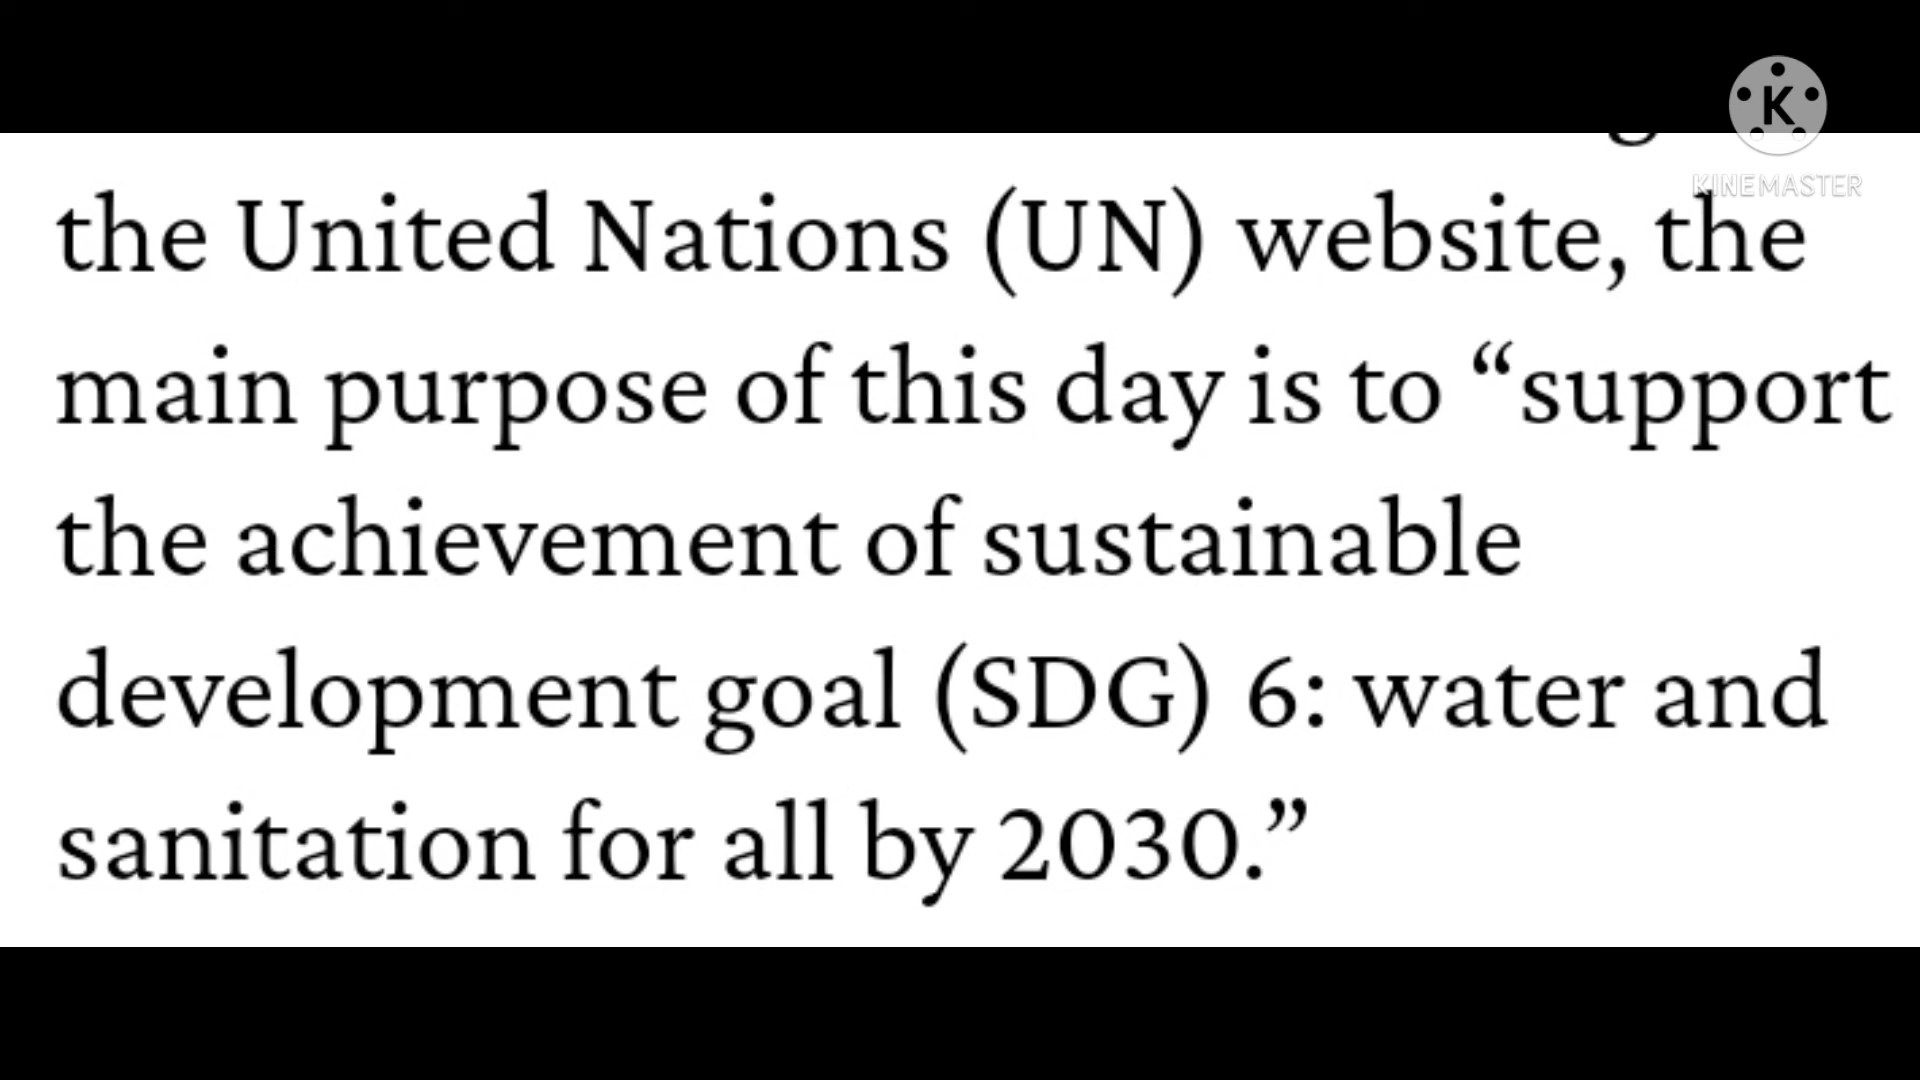 K
KINEMASTER
the United Nations (UN) website, the
main purpose of this day is to “support
the achievement of sustainable
development goal (SDG) 6: water and
sanitation for all by 2030.”